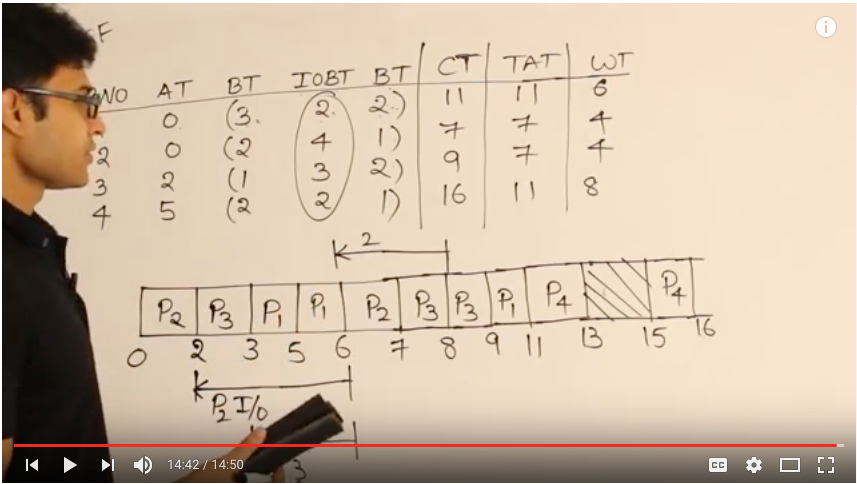 F
NO AT BT IOBT BT CT TAT WT
0 (3 2 2) 11 11 6
2 0 (2 4 1) 7 7 4
3 2 (1 3 2) 9 7 4
4 5 (2 2 1) 16 11 8
2
P2 P3 P1 P1 P2 P3 P3 P1 P4 P4
0 2 3 5 6 7 8 9 11 13 15 16
P2 I/O
3
14:42 / 14:50
CC